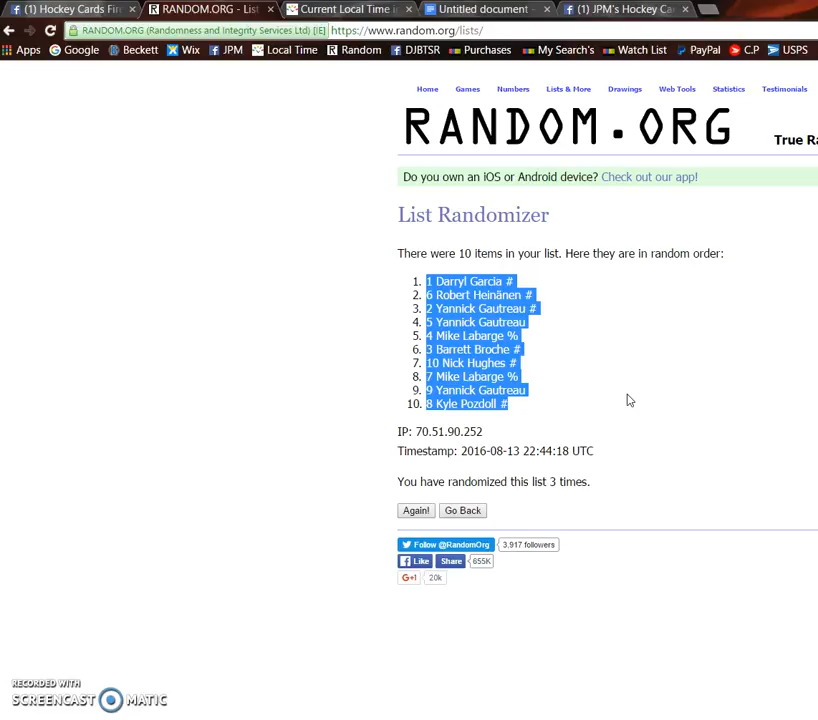 (1) Hockey Cards Fire
RANDOM.ORG - List
Current Local Time in
Untitled document
(1) JPM's Hockey Ca
RANDOM.ORG (Randomness and Integrity Services Ltd) [IE] https://www.random.org/lists/
Apps Google Beckett Wix JPM Local Time Random DJBTSR Purchases My Search's Watch List PayPal C.P USPS
Home Games Numbers Lists & More Drawings Web Tools Statistics Testimonials
RANDOM.ORG
True Ra
Do you own an iOS or Android device? Check out our app!
List Randomizer
There were 10 items in your list. Here they are in random order:
1. 1 Darryl Garcia #
2. 6 Robert Heinänen #
3. 2 Yannick Gautreau #
4. 5 Yannick Gautreau
5. 4 Mike Labarge %
6. 3 Barrett Broche #
7. 10 Nick Hughes #
8. 7 Mike Labarge %
9. 9 Yannick Gautreau
10. 8 Kyle Pozdoll #
IP: 70.51.90.252
Timestamp: 2016-08-13 22:44:18 UTC
You have randomized this list 3 times.
Again! Go Back
Follow @RandomOrg 3,917 followers
Like Share 655K
G+1 20k
RECORDED WITH
SCREENCAST MATIC